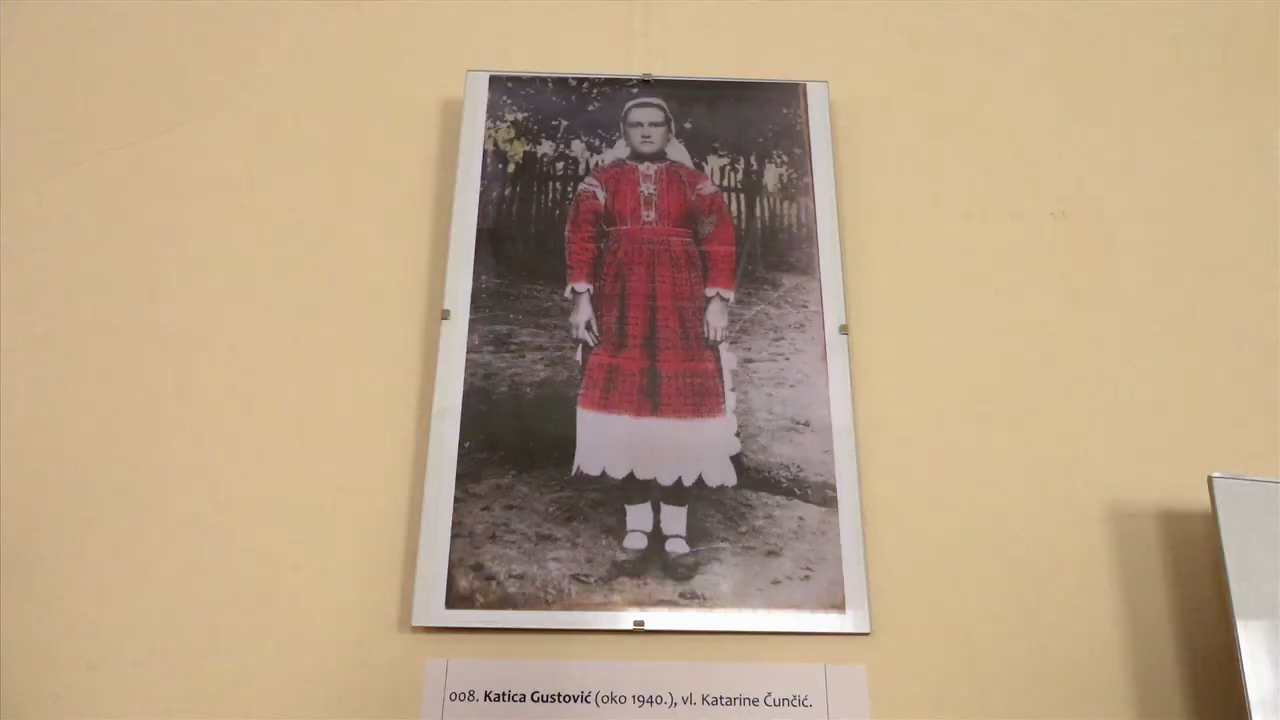 008. Katica Gustović (oko 1940.), vl. Katarine Čunčić.